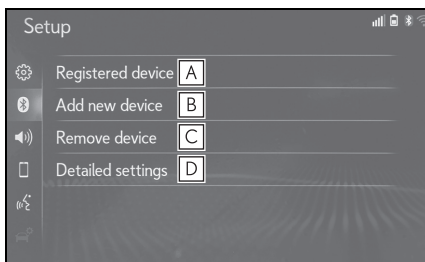 Setup
Registered device A
Add new device B
Remove device C
Detailed settings D